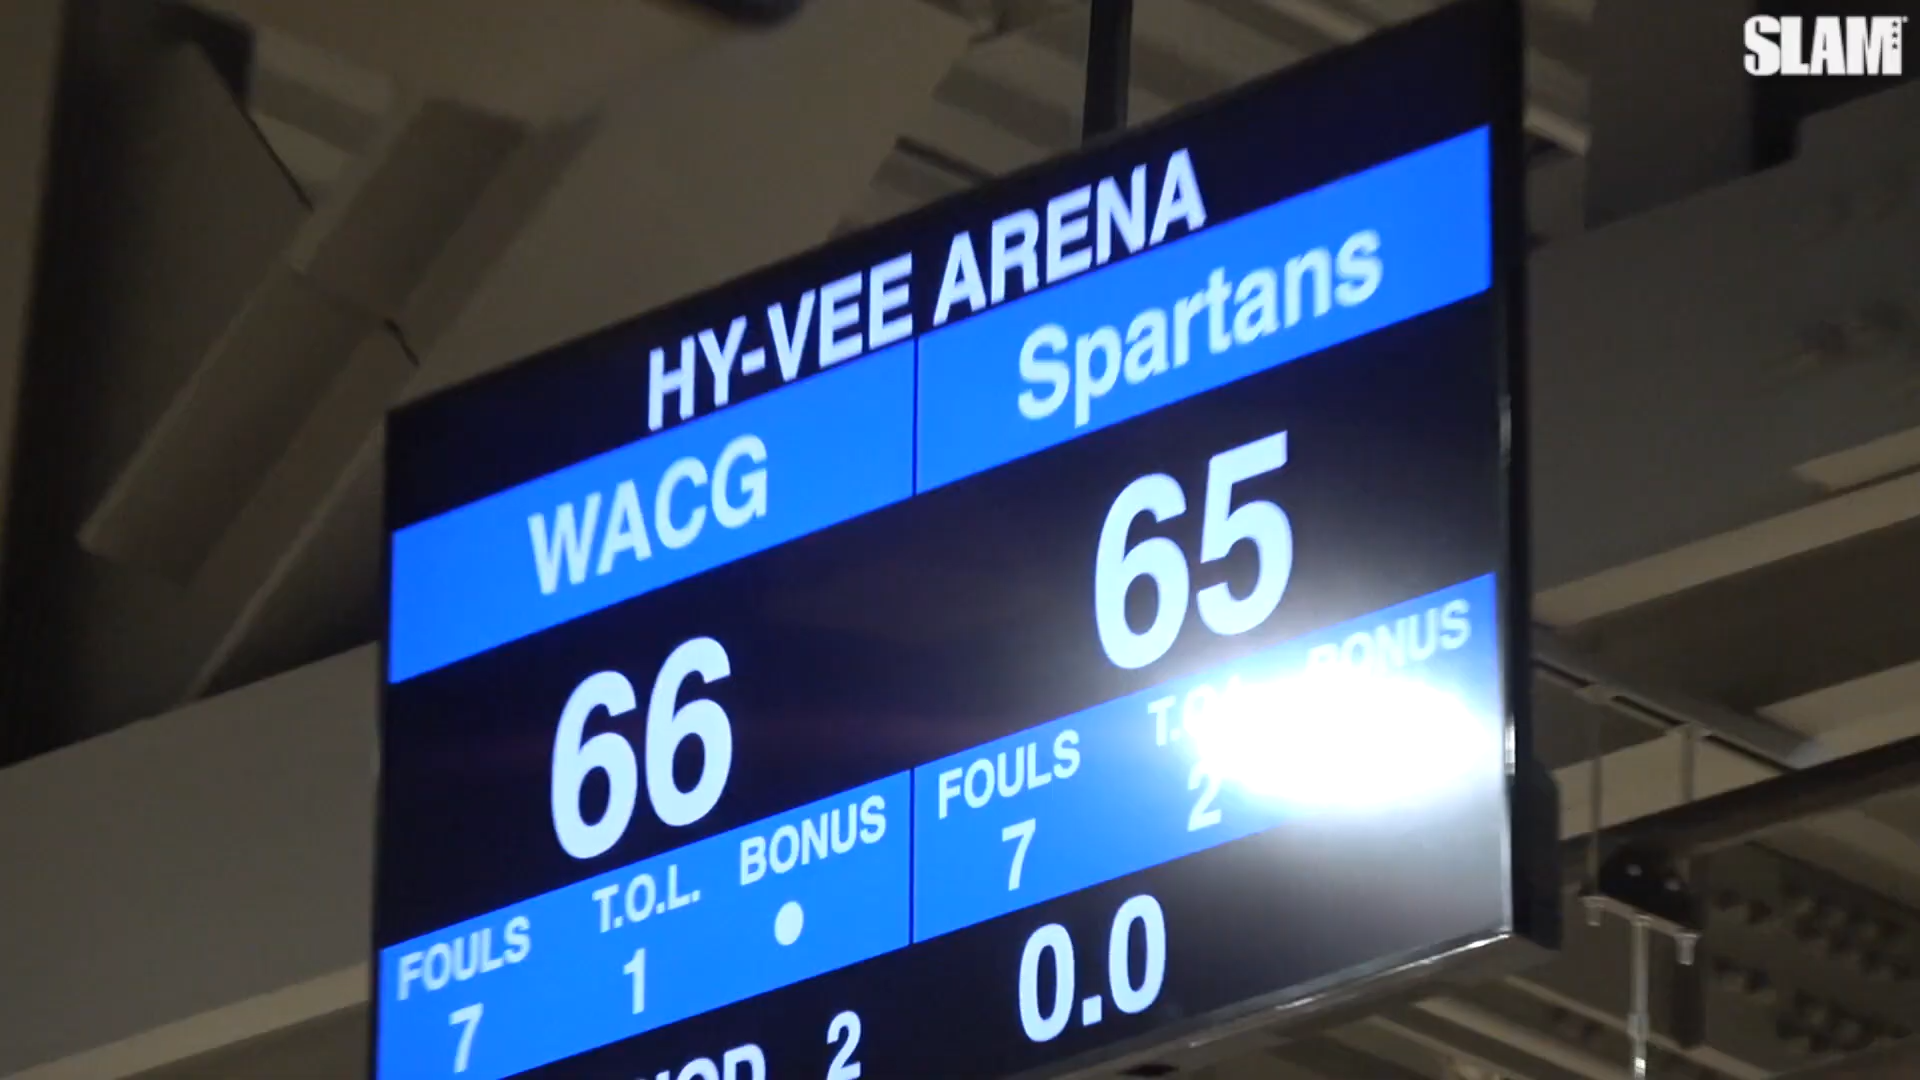 SLAM
HY-VEE ARENA
WACG Spartans
66 65
FOULS T.O.L. BONUS FOULS BONUS
7 1 7 2
2 0.0